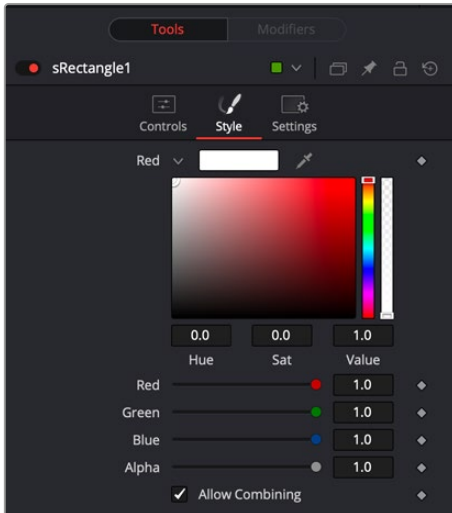 Tools Modifiers
sRectangle1
Controls Style Settings
Red
0.0 0.0 1.0
Hue Sat Value
Red 1.0
Green 1.0
Blue 1.0
Alpha 1.0
Allow Combining